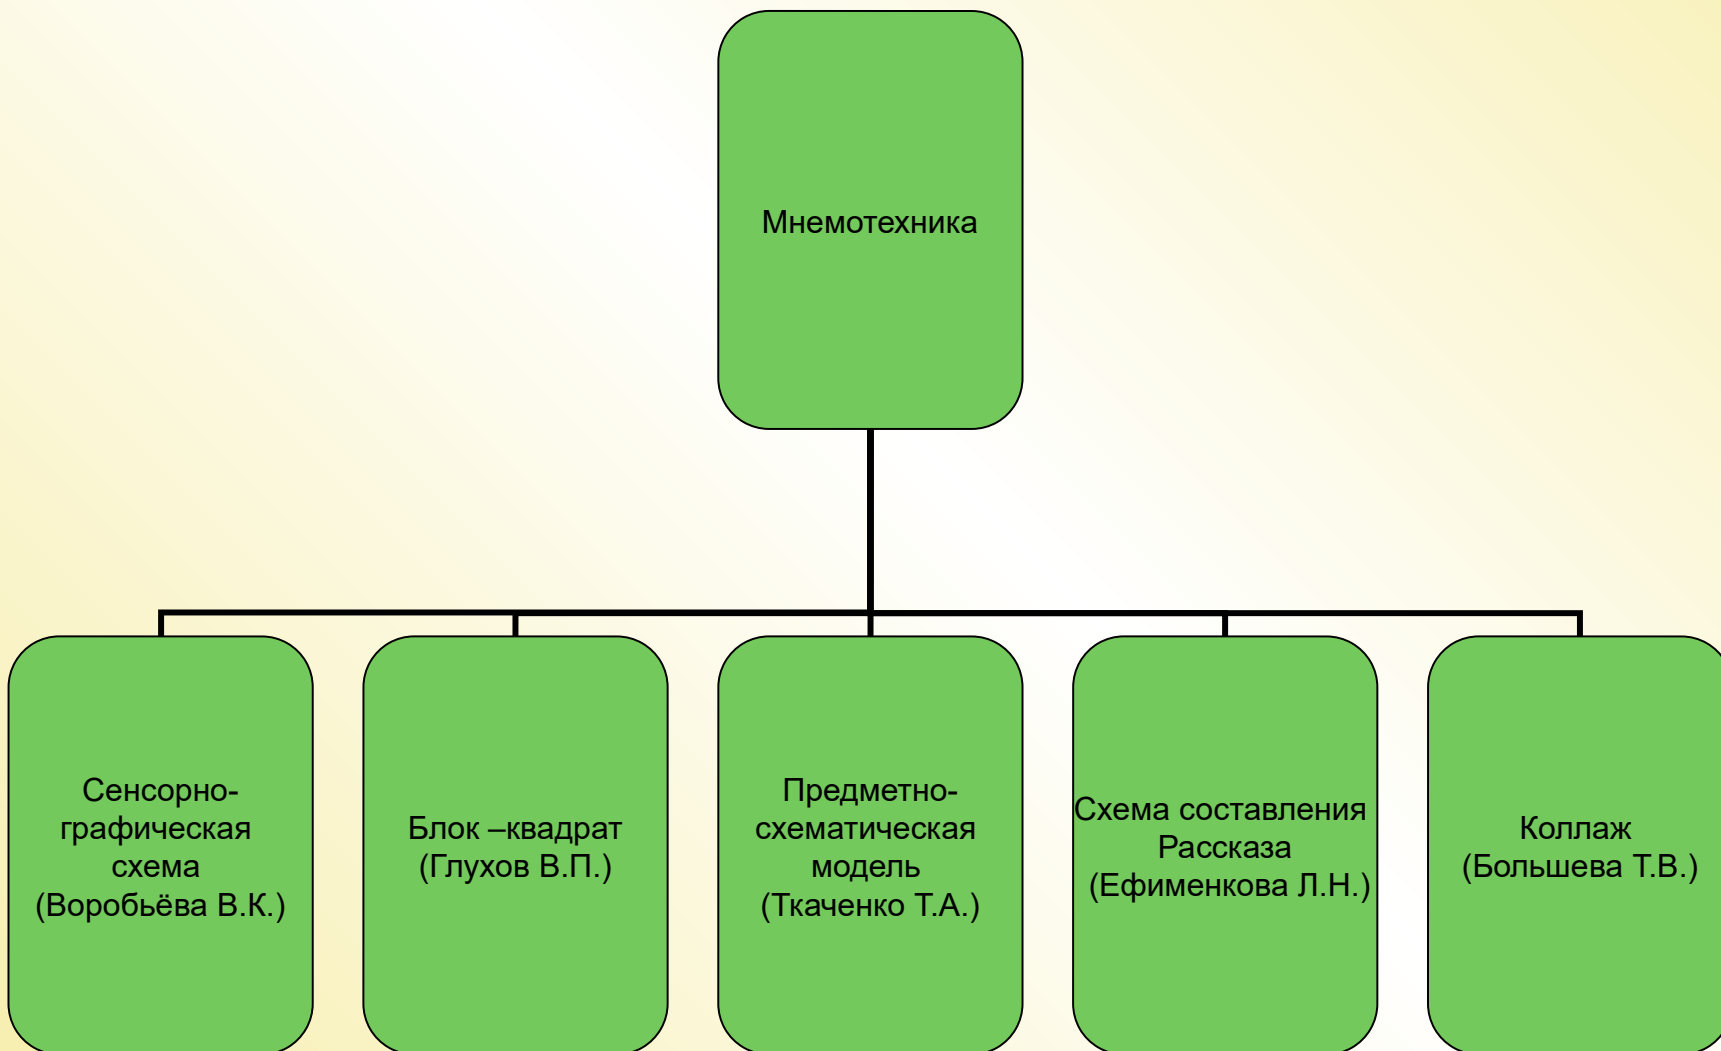 Мнемотехника
Сенсорно-
графическая
схема
(Воробьёва В.К.)
Блок –квадрат
(Глухов В.П.)
Предметно-
схематическая
модель
(Ткаченко Т.А.)
Схема составления
Рассказа
(Ефименкова Л.Н.)
Коллаж
(Большева Т.В.)